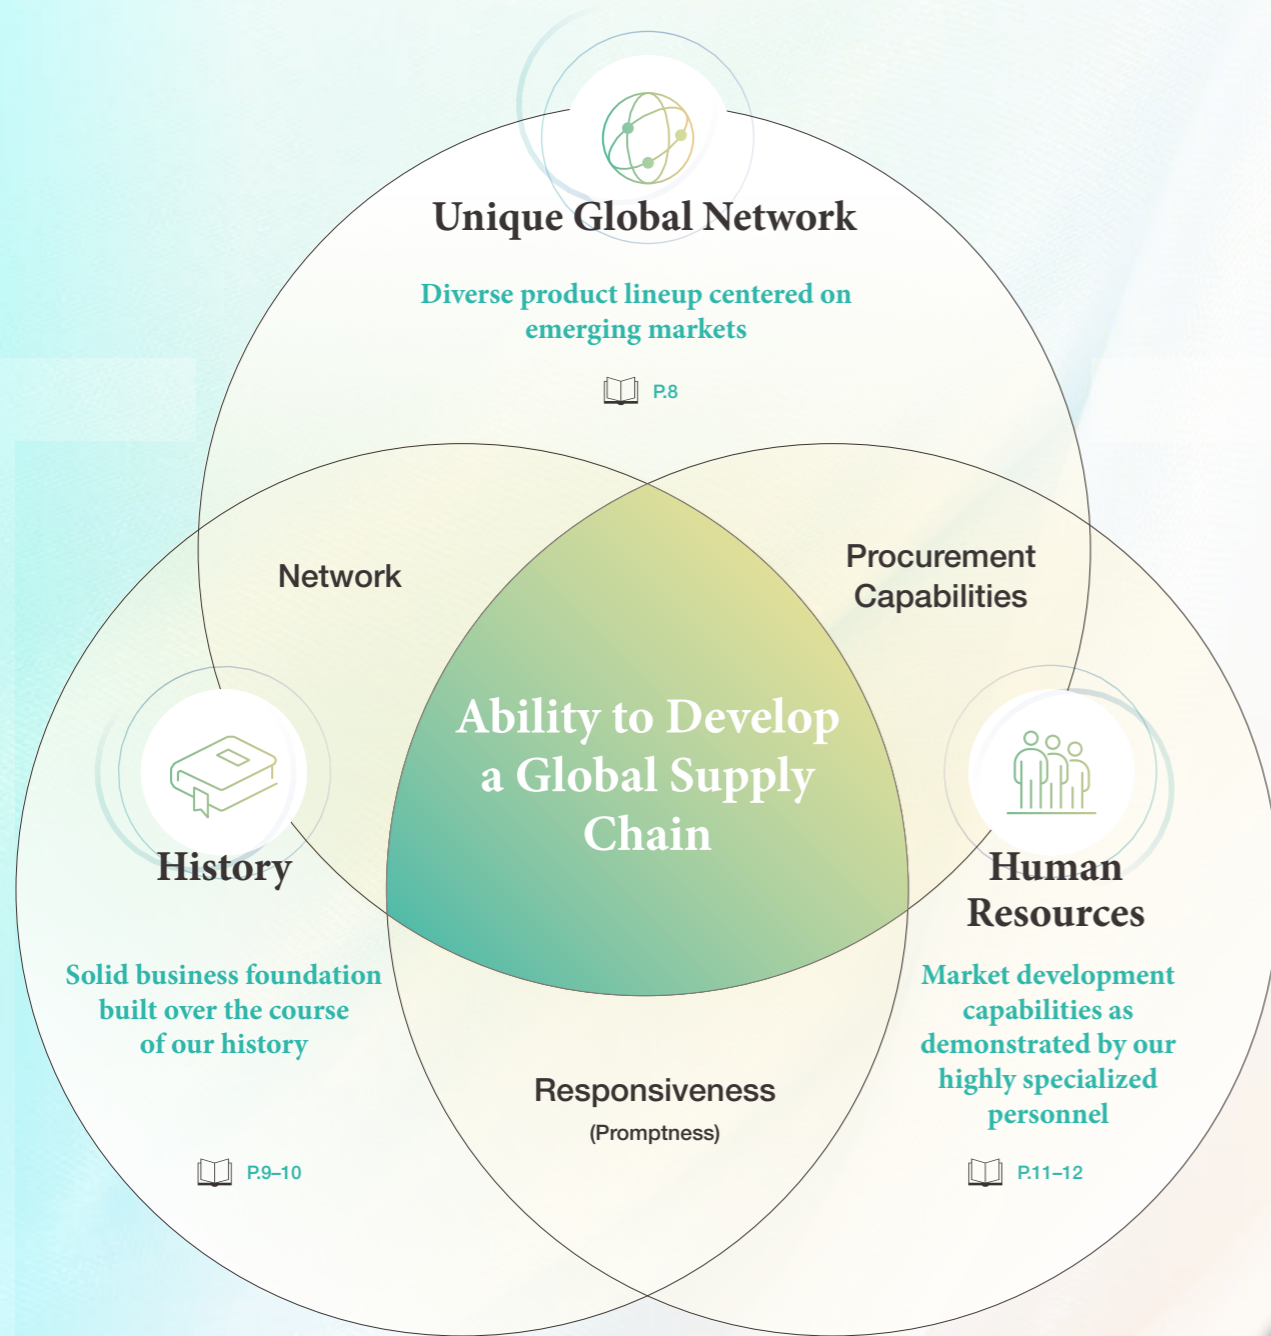 Unique Global Network
Diverse product lineup centered on
emerging markets
P.8
Network
Procurement
Capabilities
Ability to Develop
a Global Supply
Chain
History
Solid business foundation
built over the course
of our history
P.9–10
Human
Resources
Market development
capabilities as
demonstrated by our
highly specialized
personnel
P.11–12
Responsiveness
(Promptness)